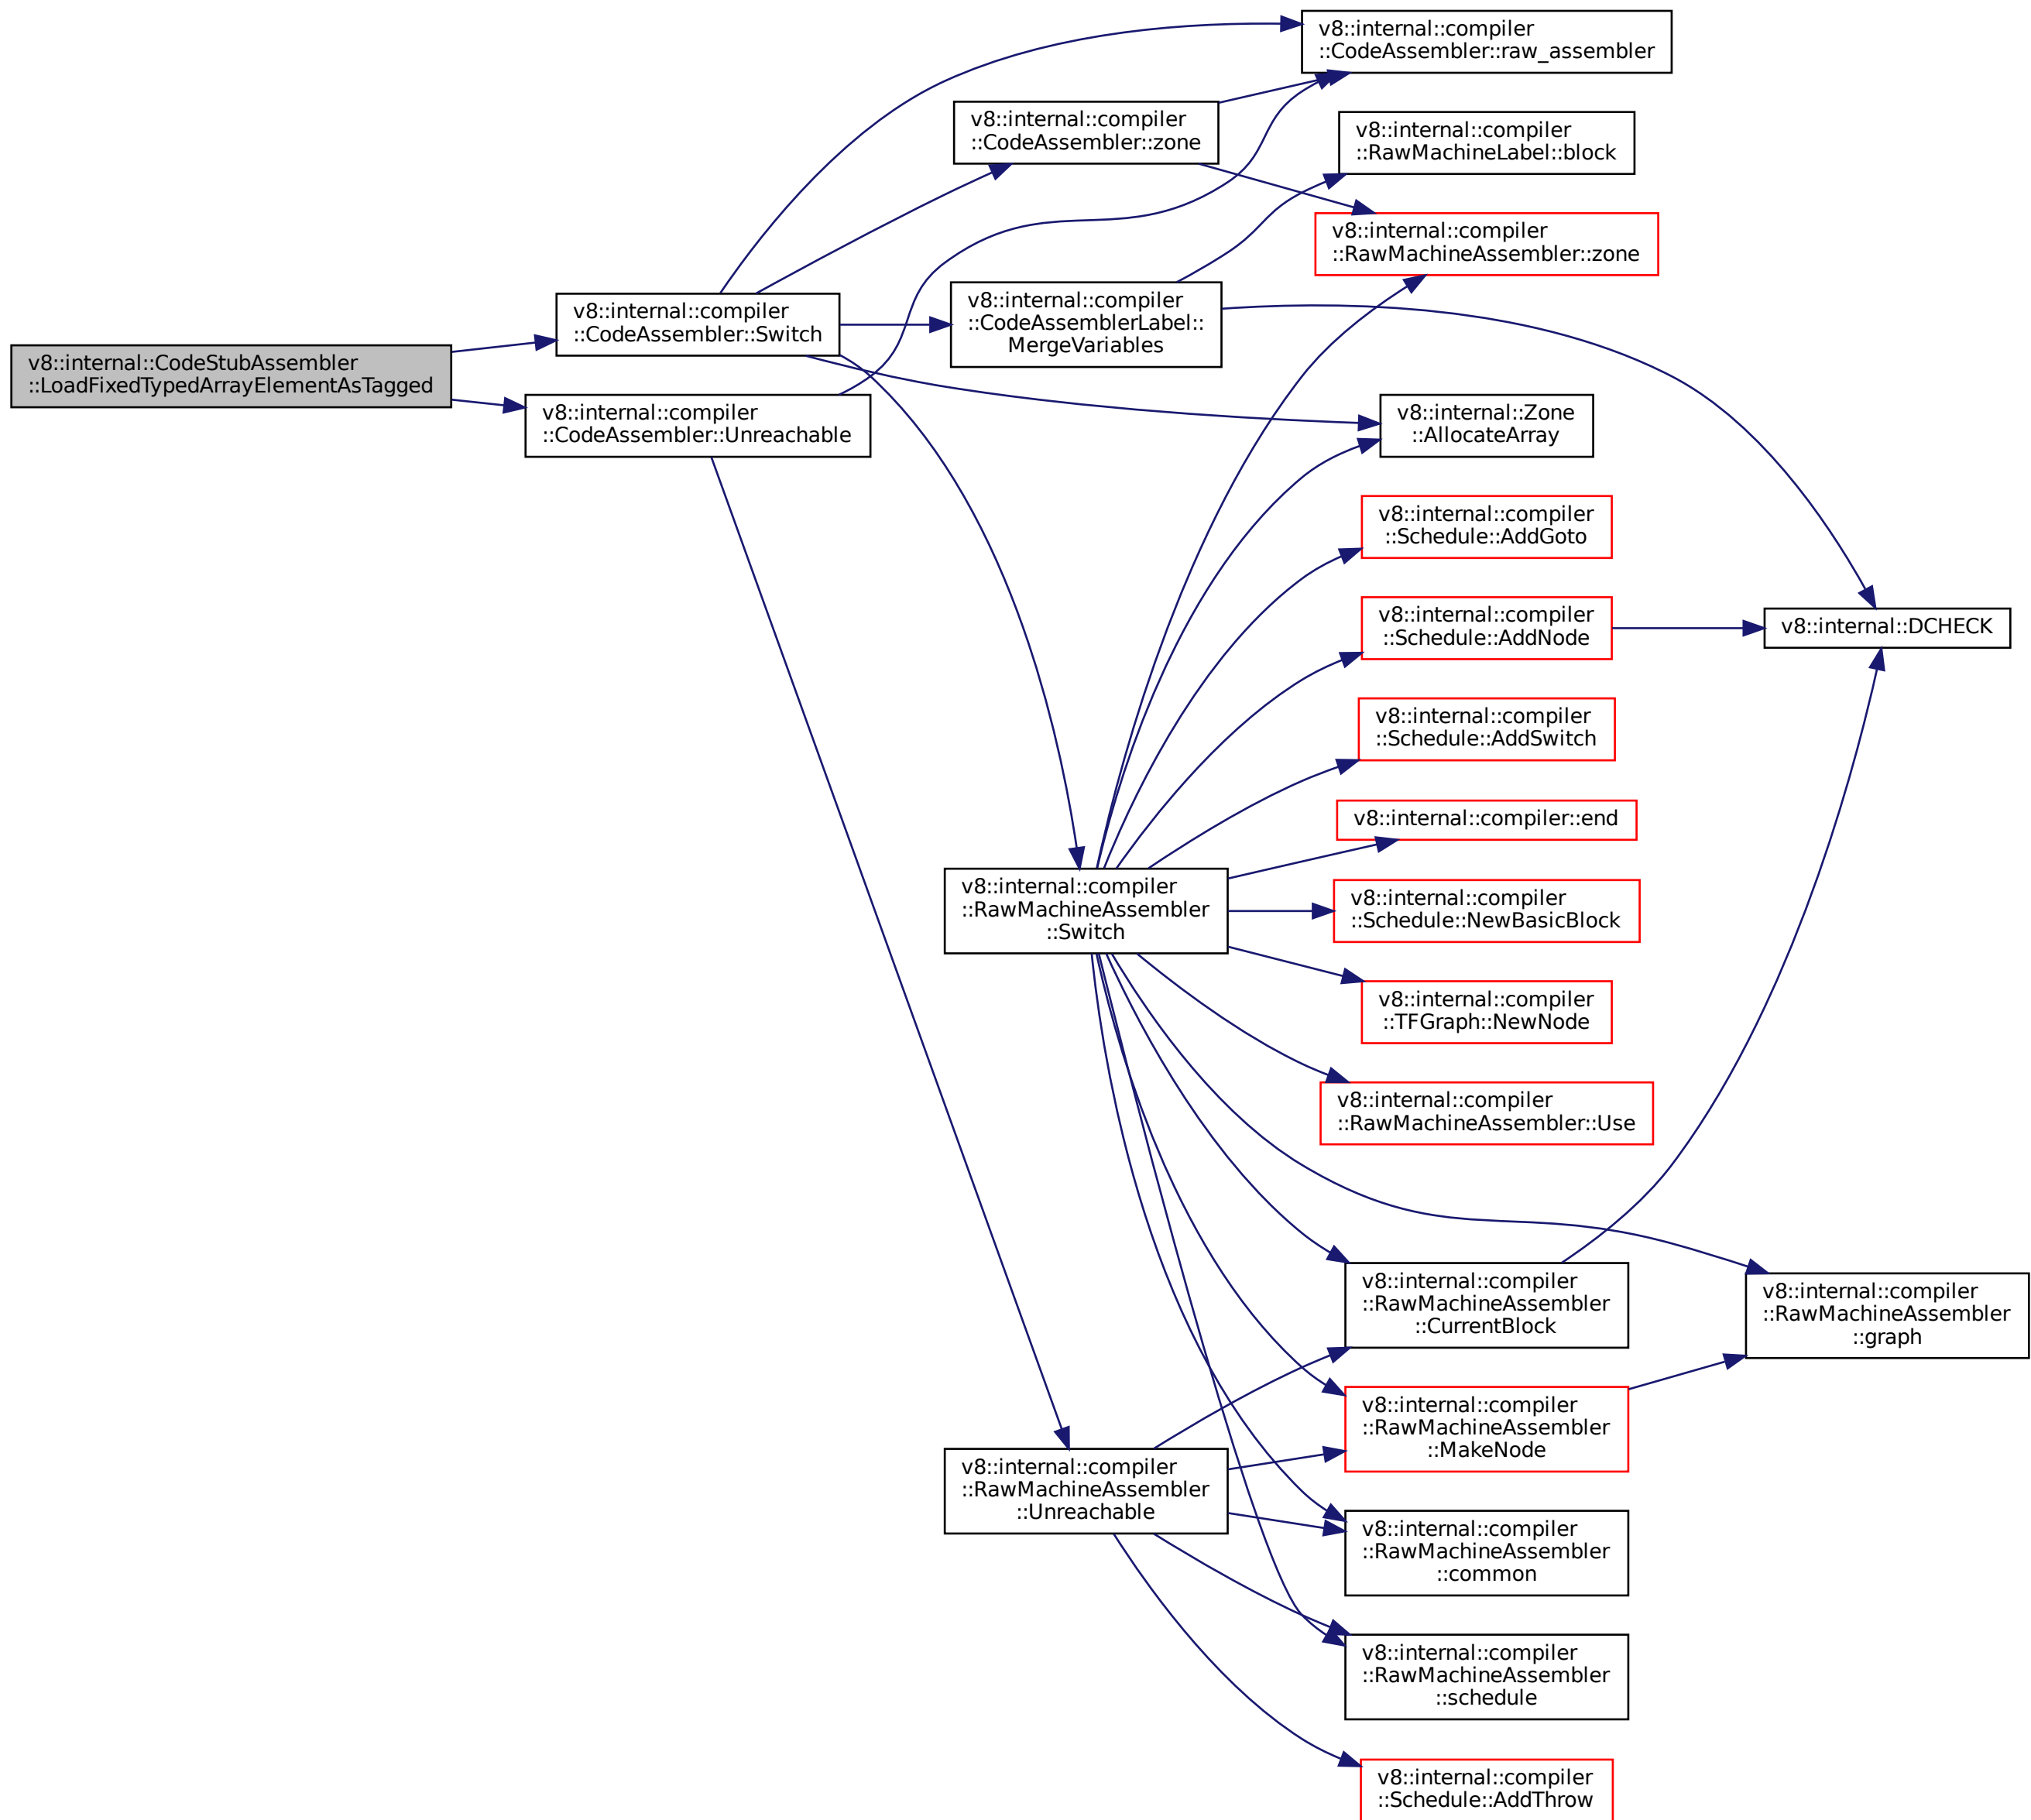 v8::internal::CodeStubAssembler
::LoadFixedTypedArrayElementAsTagged
v8::internal::compiler
::CodeAssembler::Switch
v8::internal::compiler
::CodeAssembler::Unreachable
v8::internal::compiler
::CodeAssembler::zone
v8::internal::compiler
::CodeAssemblerLabel::
MergeVariables
v8::internal::compiler
::RawMachineAssembler
::Switch
v8::internal::compiler
::RawMachineAssembler
::Unreachable
v8::internal::compiler
::CodeAssembler::raw_assembler
v8::internal::compiler
::RawMachineLabel::block
v8::internal::compiler
::RawMachineAssembler::zone
v8::internal::Zone
::AllocateArray
v8::internal::compiler
::Schedule::AddGoto
v8::internal::compiler
::Schedule::AddNode
v8::internal::compiler
::Schedule::AddSwitch
v8::internal::compiler::end
v8::internal::compiler
::Schedule::NewBasicBlock
v8::internal::compiler
::TFGraph::NewNode
v8::internal::compiler
::RawMachineAssembler::Use
v8::internal::compiler
::RawMachineAssembler
::CurrentBlock
v8::internal::compiler
::RawMachineAssembler
::MakeNode
v8::internal::compiler
::RawMachineAssembler
::common
v8::internal::compiler
::RawMachineAssembler
::schedule
v8::internal::compiler
::Schedule::AddThrow
v8::internal::DCHECK
v8::internal::compiler
::RawMachineAssembler
::graph